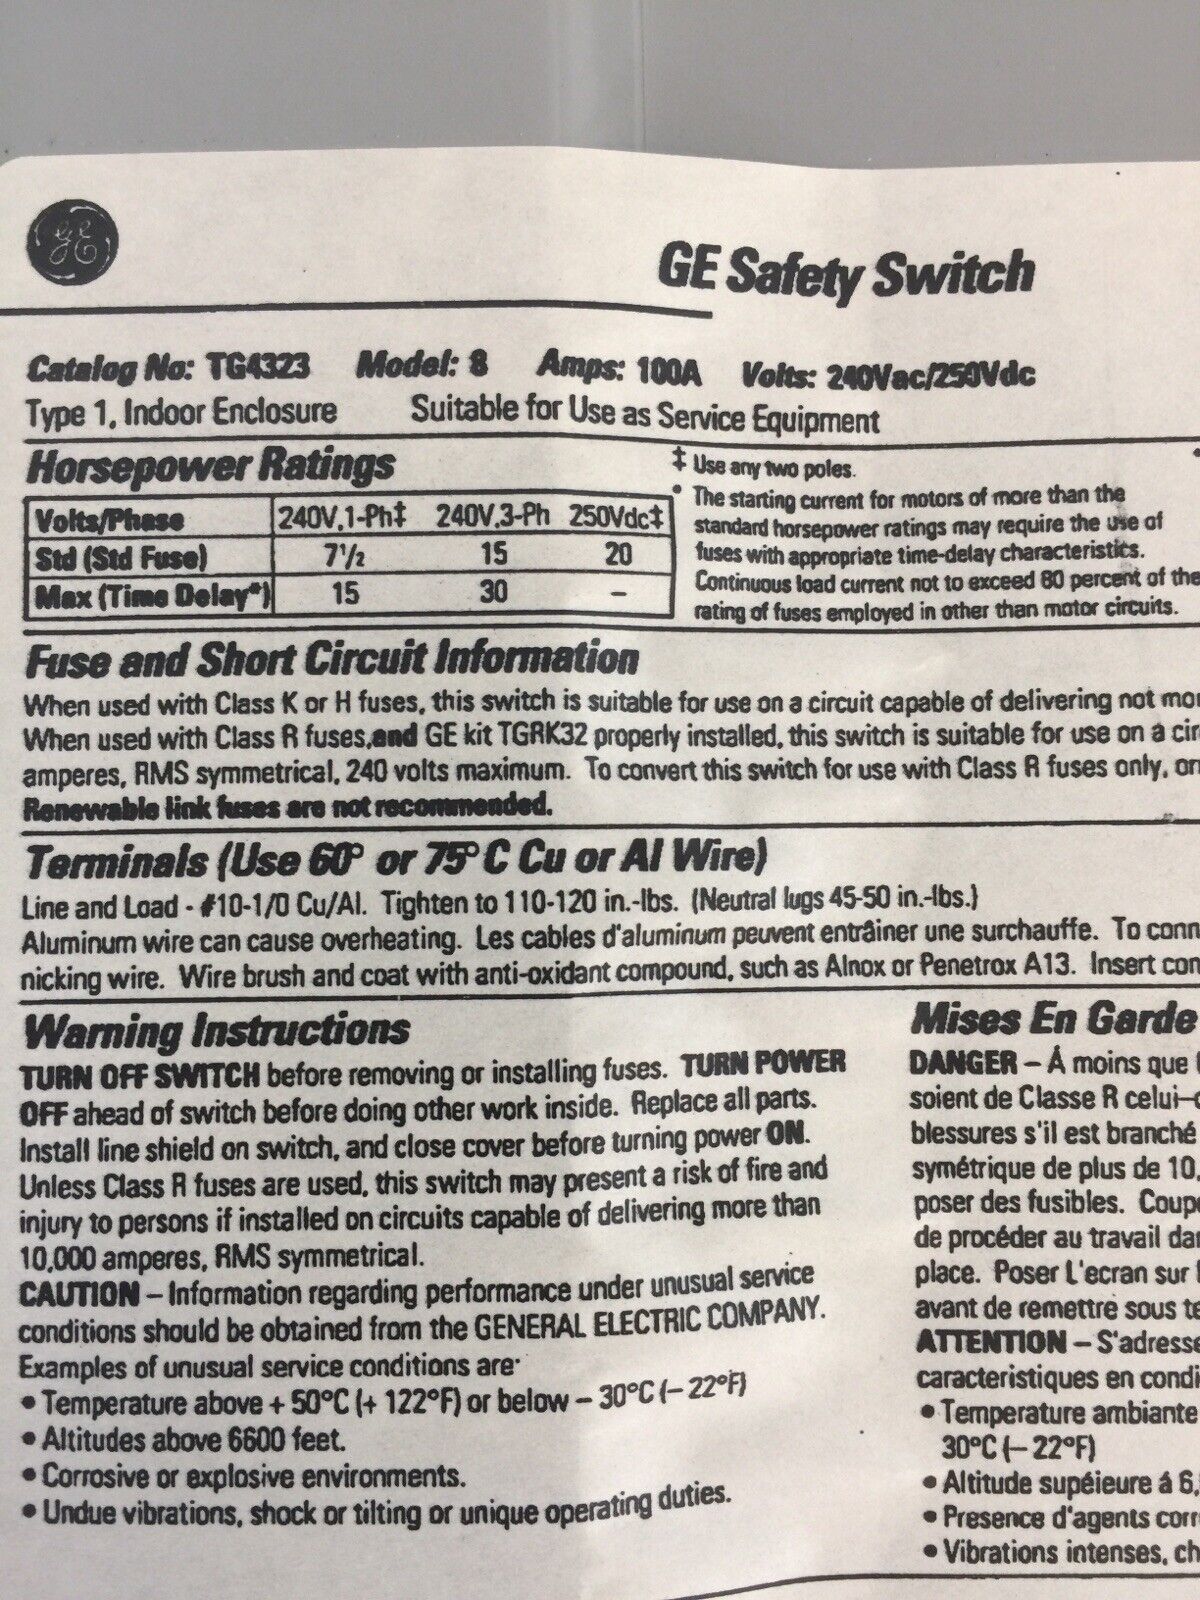 GE
GE Safety Switch
Catalog No: TG4323 Model: 8 Amps: 100A Volts: 240Vac/250Vdc
Type 1, Indoor Enclosure Suitable for Use as Service Equipment
Horsepower Ratings
‡ Use any two poles.
* The starting current for motors of more than the
standard horsepower ratings may require the use of
fuses with appropriate time-delay characteristics.
Continuous load current not to exceed 80 percent of the
rating of fuses employed in other than motor circuits.
Volts/Phase 240V,1-Ph‡ 240V,3-Ph 250Vdc‡
Std (Std Fuse) 7½ 15 20
Max (Time Delay*) 15 30 –
Fuse and Short Circuit Information
When used with Class K or H fuses, this switch is suitable for use on a circuit capable of delivering not
When used with Class R fuses,and GE kit TGRK32 properly installed, this switch is suitable for use on a
amperes, RMS symmetrical, 240 volts maximum. To convert this switch for use with Class R fuses only,
Renewable link fuses are not recommended.
Terminals (Use 60° or 75°C Cu or Al Wire)
Line and Load - #10-1/0 Cu/Al. Tighten to 110-120 in.-lbs. (Neutral lugs 45-50 in.-lbs.)
Aluminum wire can cause overheating. Les cables d'aluminum peuvent entrâiner une surchauffe. To conn
nicking wire. Wire brush and coat with anti-oxidant compound, such as Alnox or Penetrox A13. Insert con
Warning Instructions
TURN OFF SWITCH before removing or installing fuses. TURN POWER
OFF ahead of switch before doing other work inside. Replace all parts.
Install line shield on switch, and close cover before turning power ON.
Unless Class R fuses are used, this switch may present a risk of fire and
injury to persons if installed on circuits capable of delivering more than
10,000 amperes, RMS symmetrical.
CAUTION – Information regarding performance under unusual service
conditions should be obtained from the GENERAL ELECTRIC COMPANY.
Examples of unusual service conditions are:
• Temperature above + 50°C (+ 122°F) or below – 30°C (– 22°F)
• Altitudes above 6600 feet.
• Corrosive or explosive environments.
• Undue vibrations, shock or tilting or unique operating duties.
Mises En Garde
DANGER – Á moins que
soient de Classe R celui-
blessures s'il est branché
symétrique de plus de 10,
poser des fusibles. Coup
de procéder au travail da
place. Poser L'ecran sur
avant de remettre sous
ATTENTION – S'adress
caracteristiques en condi
• Temperature ambiante
30°C (– 22°F)
• Altitude supéieure á 6,
• Presence d'agents corr
• Vibrations intenses, ch